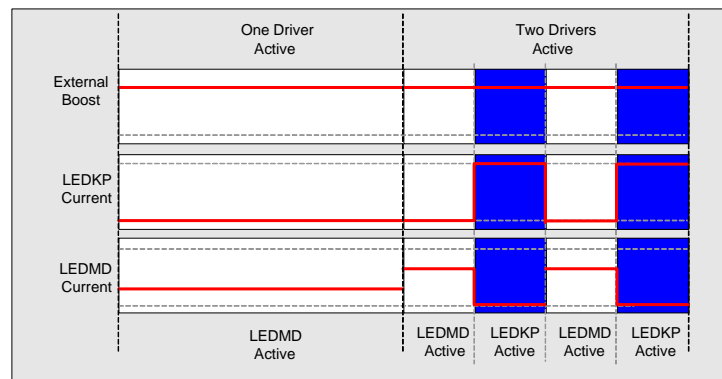 One Driver
Active
Two Drivers
Active
External
Boost
LEDKP
Current
LEDMD
Current
LEDMD
Active
LEDMD
Active
LEDKP
Active
LEDMD
Active
LEDKP
Active